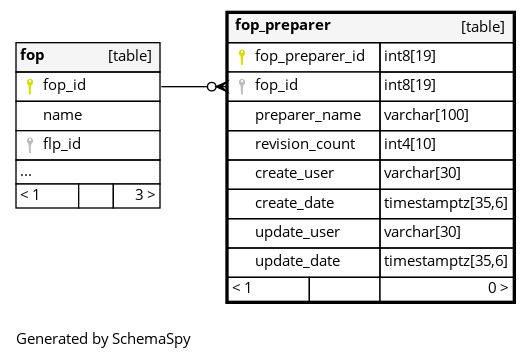 fop [table]
fop_id
name
flp_id
...
< 1 3 >
fop_preparer [table]
fop_preparer_id int8[19]
fop_id int8[19]
preparer_name varchar[100]
revision_count int4[10]
create_user varchar[30]
create_date timestamptz[35,6]
update_user varchar[30]
update_date timestamptz[35,6]
< 1 0 >
Generated by SchemaSpy